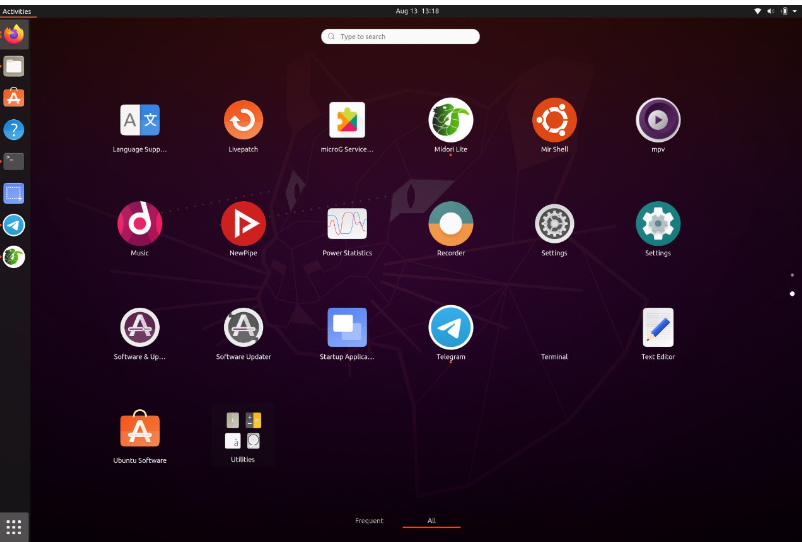 Activities
Aug 13 13:18
Type to search
Language Supp...
Livepatch
microG Service...
Midori Lite
Mir Shell
mpv
Music
NewPipe
Power Statistics
Recorder
Settings
Settings
Software & Up...
Software Updater
Startup Applica...
Telegram
Terminal
Text Editor
Ubuntu Software
Utilities
Frequent
All